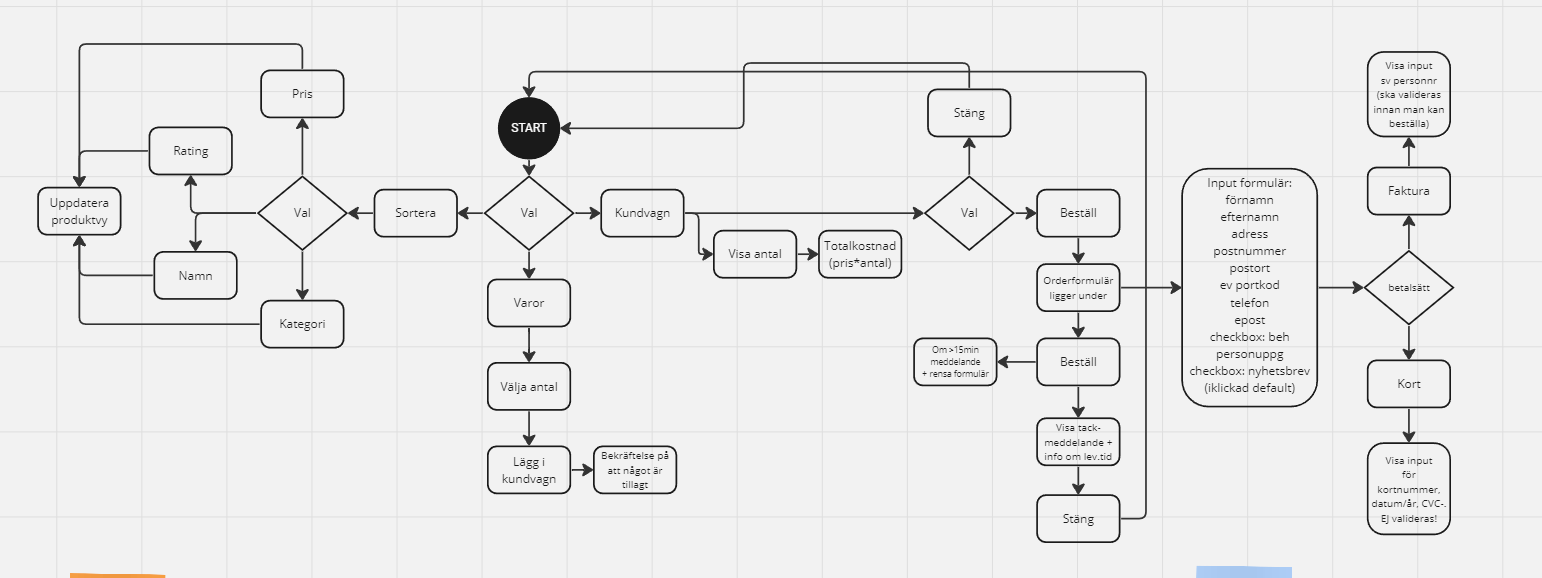 Pris
Rating
Uppdatera
produktvy
Val
Namn
Kategori
Sortera
START
Val
Kundvagn
Visa antal
Totalkostnad
(pris*antal)
Varor
Välja antal
Lägg i
kundvagn
Bekräftelse på
att något är
tillagt
Stäng
Val
Beställ
Orderformulär
ligger under
Beställ
Om >15min
meddelande
+ rensa formulär
Visa tack-
meddelande +
info om lev.tid
Stäng
Input formulär:
förnamn
efternamn
adress
postnummer
postort
ev portkod
telefon
epost
checkbox: beh
personuppg
checkbox: nyhetsbrev
(iklickad default)
Visa input
sv personnr
(ska valideras
innan man kan
beställa)
Faktura
betalsätt
Kort
Visa input
för
kortnummer,
datum/år, CVC-.
EJ valideras!